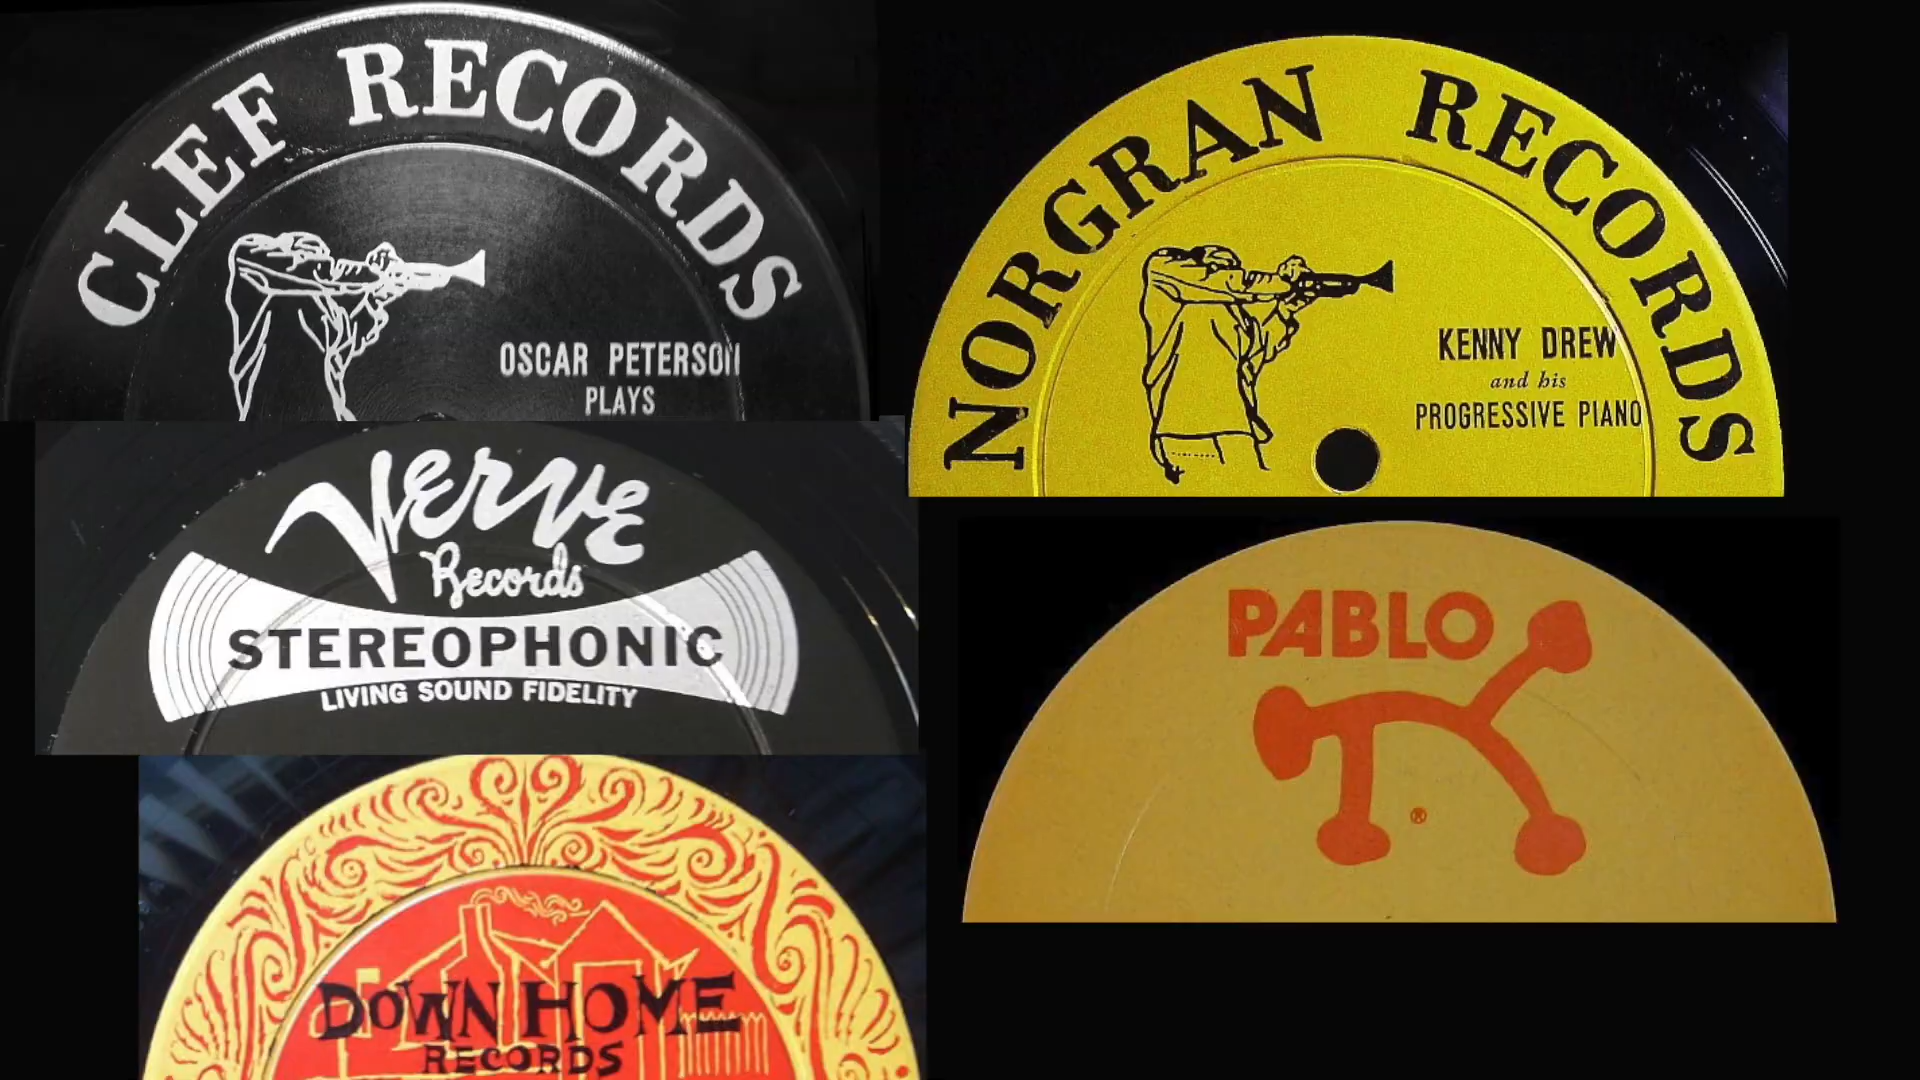 CLEF RECORDS
OSCAR PETERSON
PLAYS
NORGRAN RECORDS
KENNY DREW
and his
PROGRESSIVE PIANO
Verve
Records
STEREOPHONIC
LIVING SOUND FIDELITY
PABLO
®
DOWN HOME
RECORDS